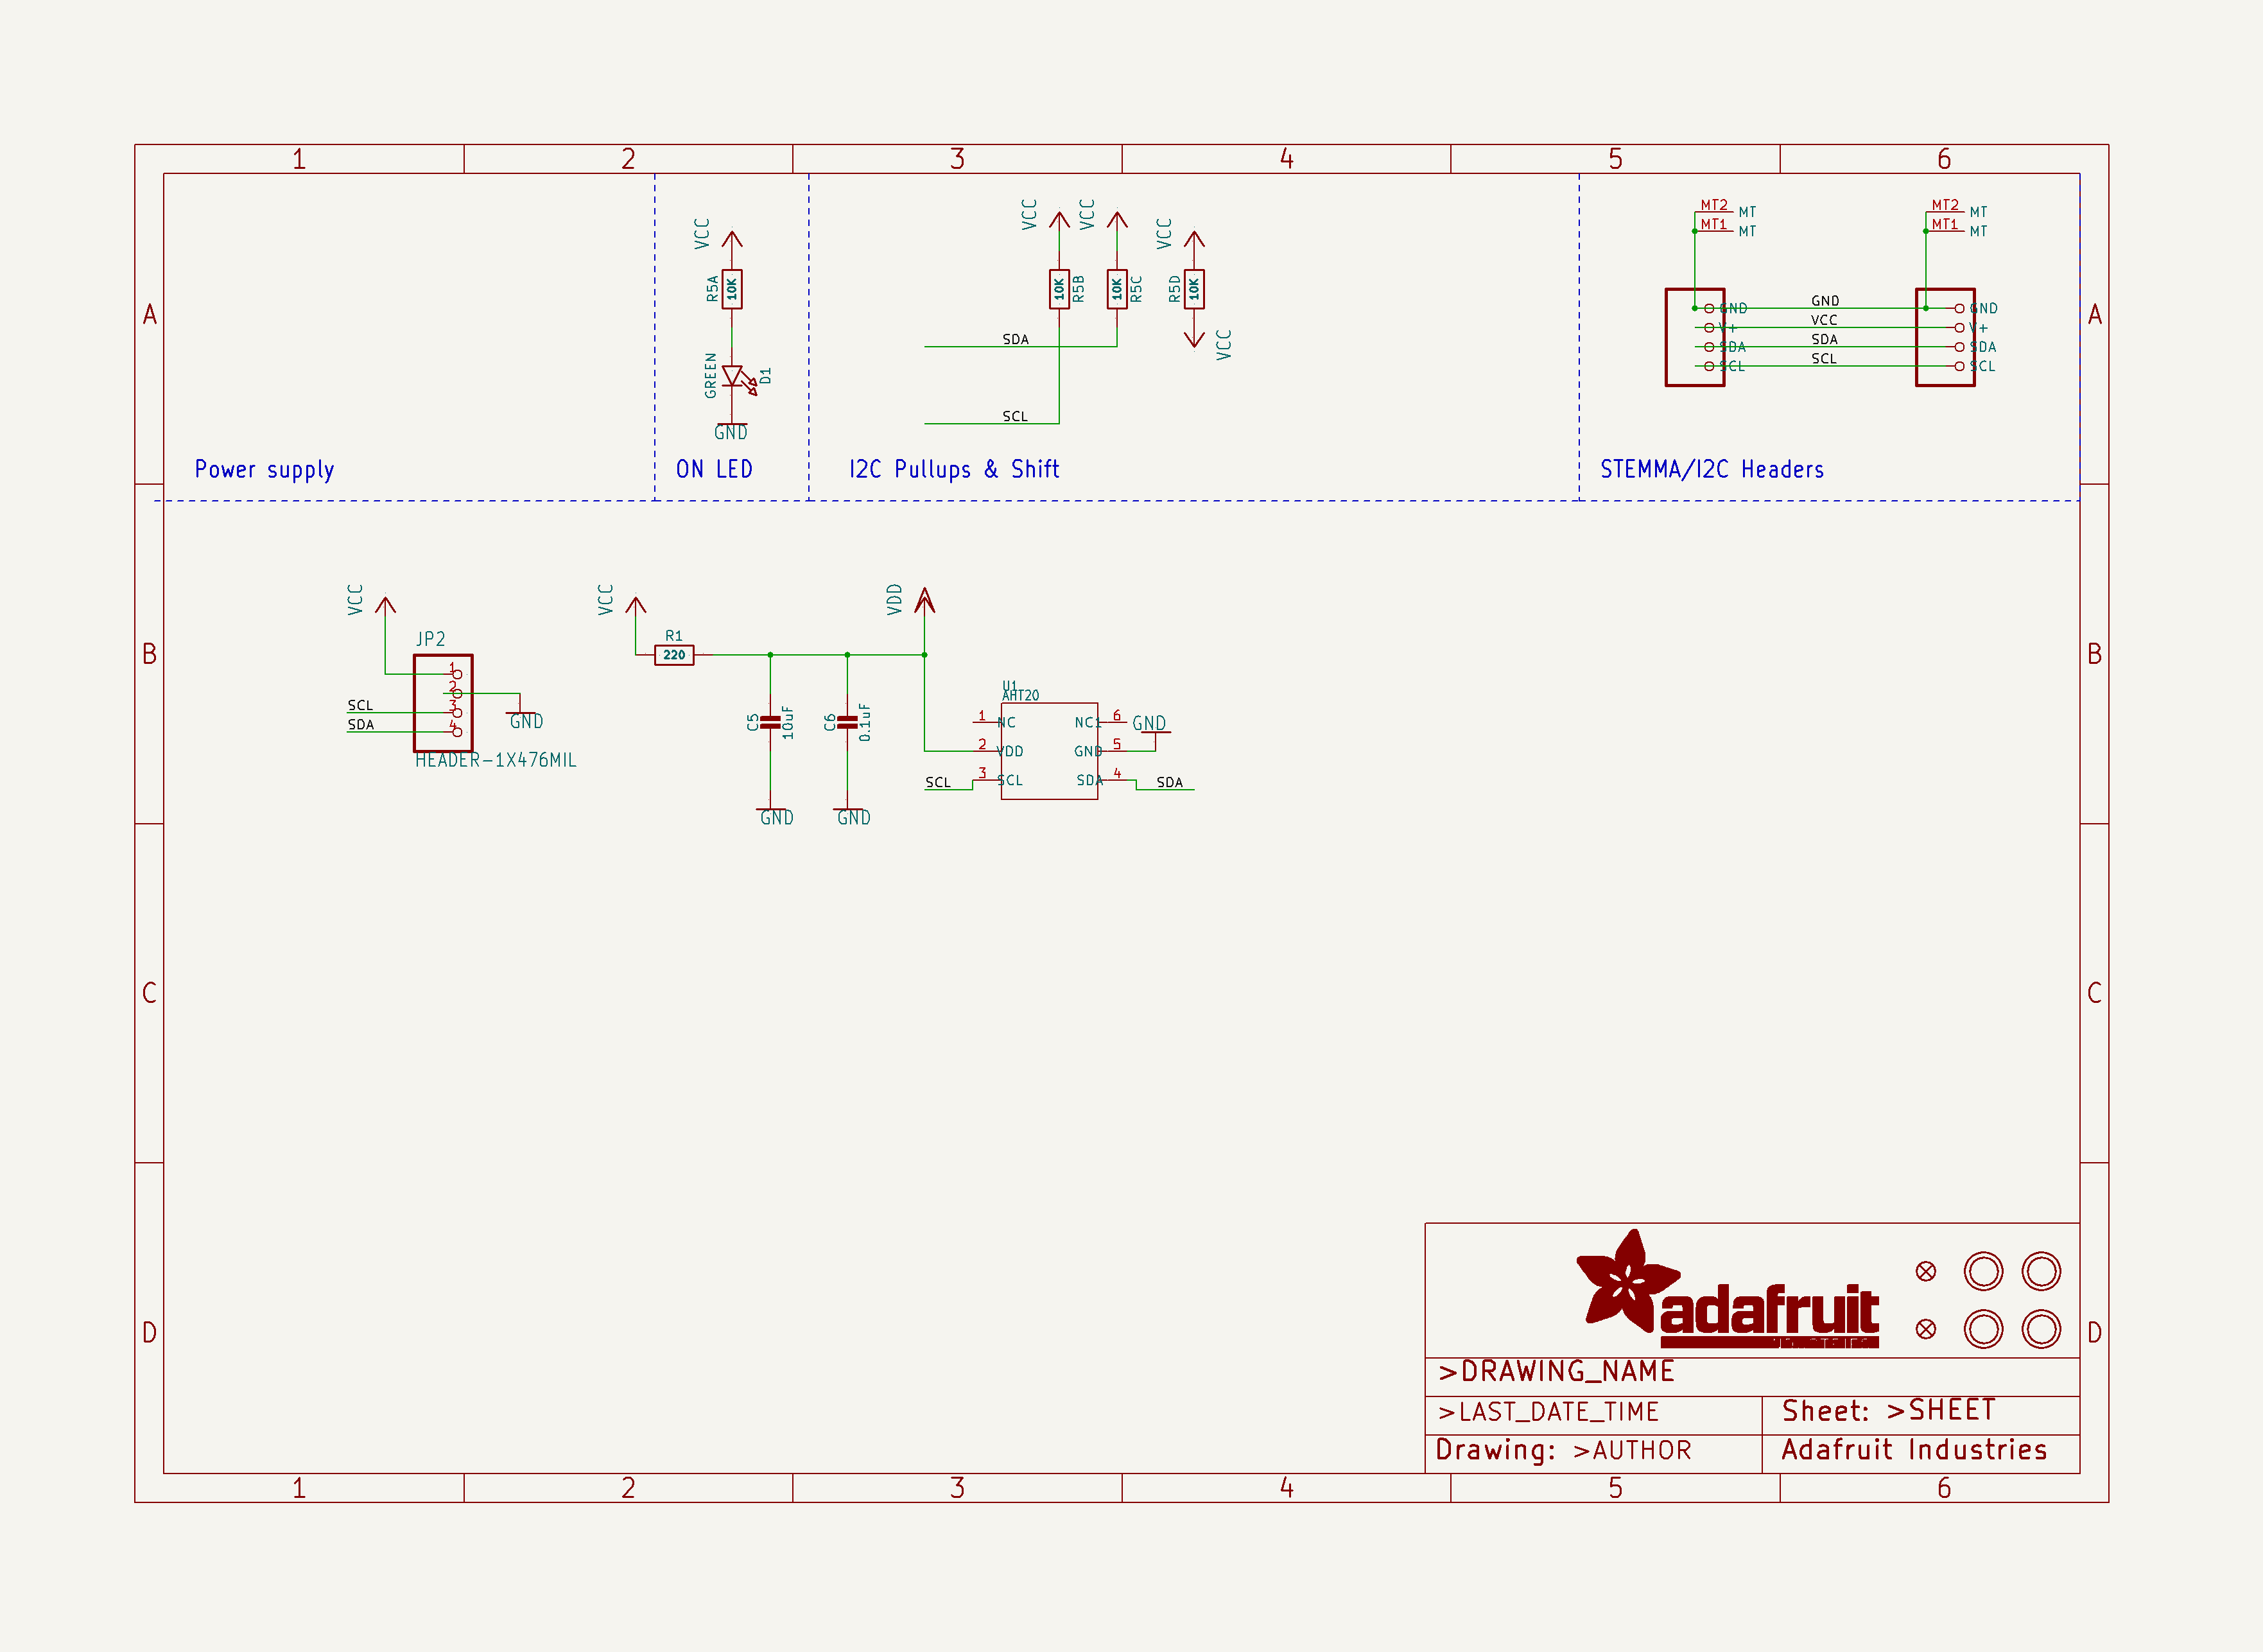 1 2 3 4 5 6
A A
B B
C C
D D
VCC
R5A
10K
GREEN
D1
GND
VCC
VCC
VCC
10K
R5B
10K
R5C
R5D
10K
VCC
SDA
SCL
MT2 MT
MT1 MT
MT2 MT
MT1 MT
GND
V+
SDA
SCL
GND
VCC
SDA
SCL
GND
V+
SDA
SCL
Power supply
ON LED
I2C Pullups & Shift
STEMMA/I2C Headers
VCC
JP2
1
2
3
4
SCL
SDA
GND
HEADER-1X476MIL
VCC
R1
220
VDD
C5
10uF
C6
0.1uF
GND
GND
U1
AHT20
1 NC
2 VDD
3 SCL
NC1 6
GND 5
SDA 4
GND
SCL
SDA
adafruit
>DRAWING_NAME
>LAST_DATE_TIME
Sheet: >SHEET
Drawing: >AUTHOR
Adafruit Industries
1 2 3 4 5 6